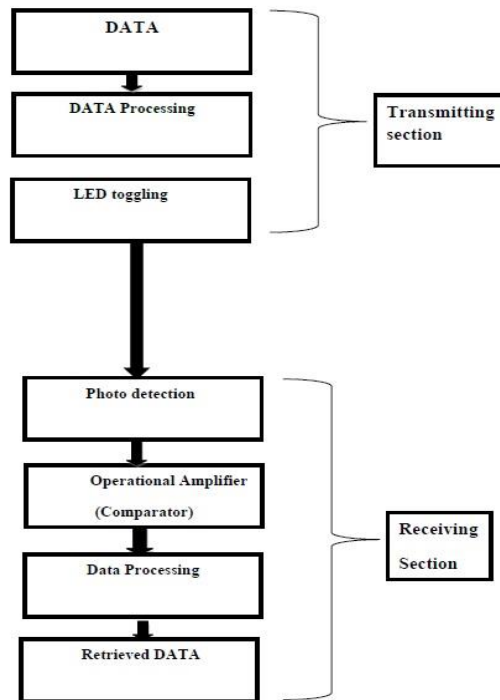 DATA
DATA Processing
LED toggling
Transmitting
section
Photo detection
Operational Amplifier
(Comparator)
Data Processing
Retrieved DATA
Receiving
Section